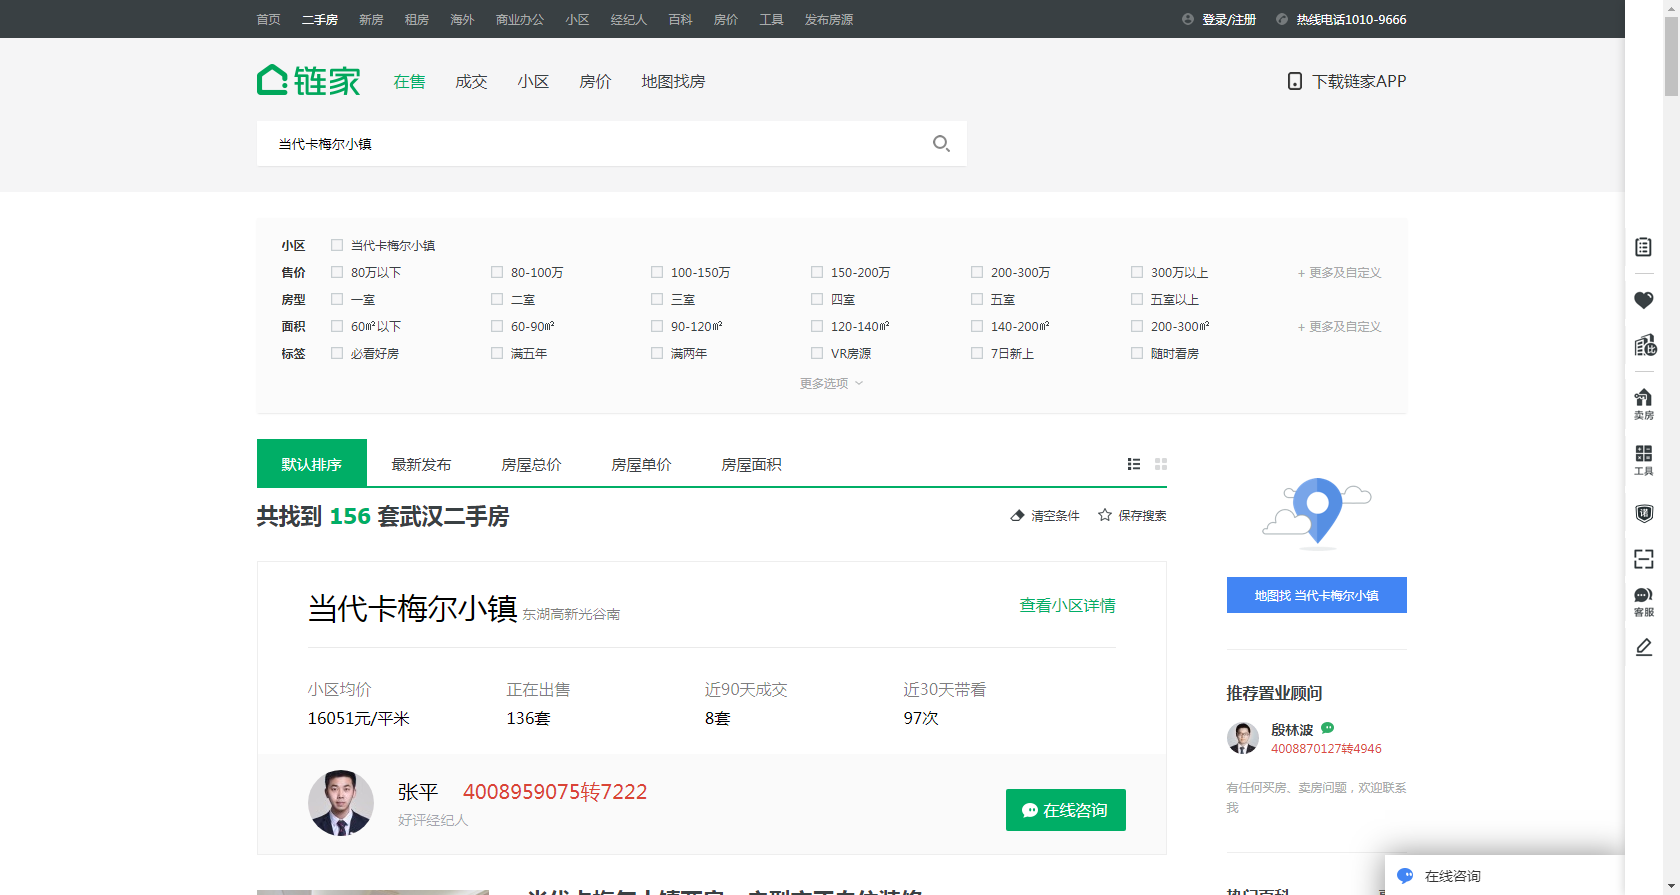 首页 二手房 新房 租房 海外 商业办公 小区 经纪人 百科 房价 工具 发布房源 登录/注册 热线电话1010-9666
链家 在售 成交 小区 房价 地图找房 下载链家APP
当代卡梅尔小镇
小区 当代卡梅尔小镇
售价 80万以下 80-100万 100-150万 150-200万 200-300万 300万以上 + 更多及自定义
房型 一室 二室 三室 四室 五室 五室以上
面积 60㎡以下 60-90㎡ 90-120㎡ 120-140㎡ 140-200㎡ 200-300㎡ + 更多及自定义
标签 必看好房 满五年 满两年 VR房源 7日新上 随时看房
更多选项
默认排序 最新发布 房屋总价 房屋单价 房屋面积
共找到 156 套武汉二手房 清空条件 保存搜索
当代卡梅尔小镇 东湖高新光谷南 查看小区详情
小区均价 正在出售 近90天成交 近30天带看
16051元/平米 136套 8套 97次
张平 4008959075转7222
好评经纪人
在线咨询
地图找 当代卡梅尔小镇
推荐置业顾问
殷林波
4008870127转4946
有任何买房、卖房问题，欢迎联系
我
卖房
工具
客服
在线咨询